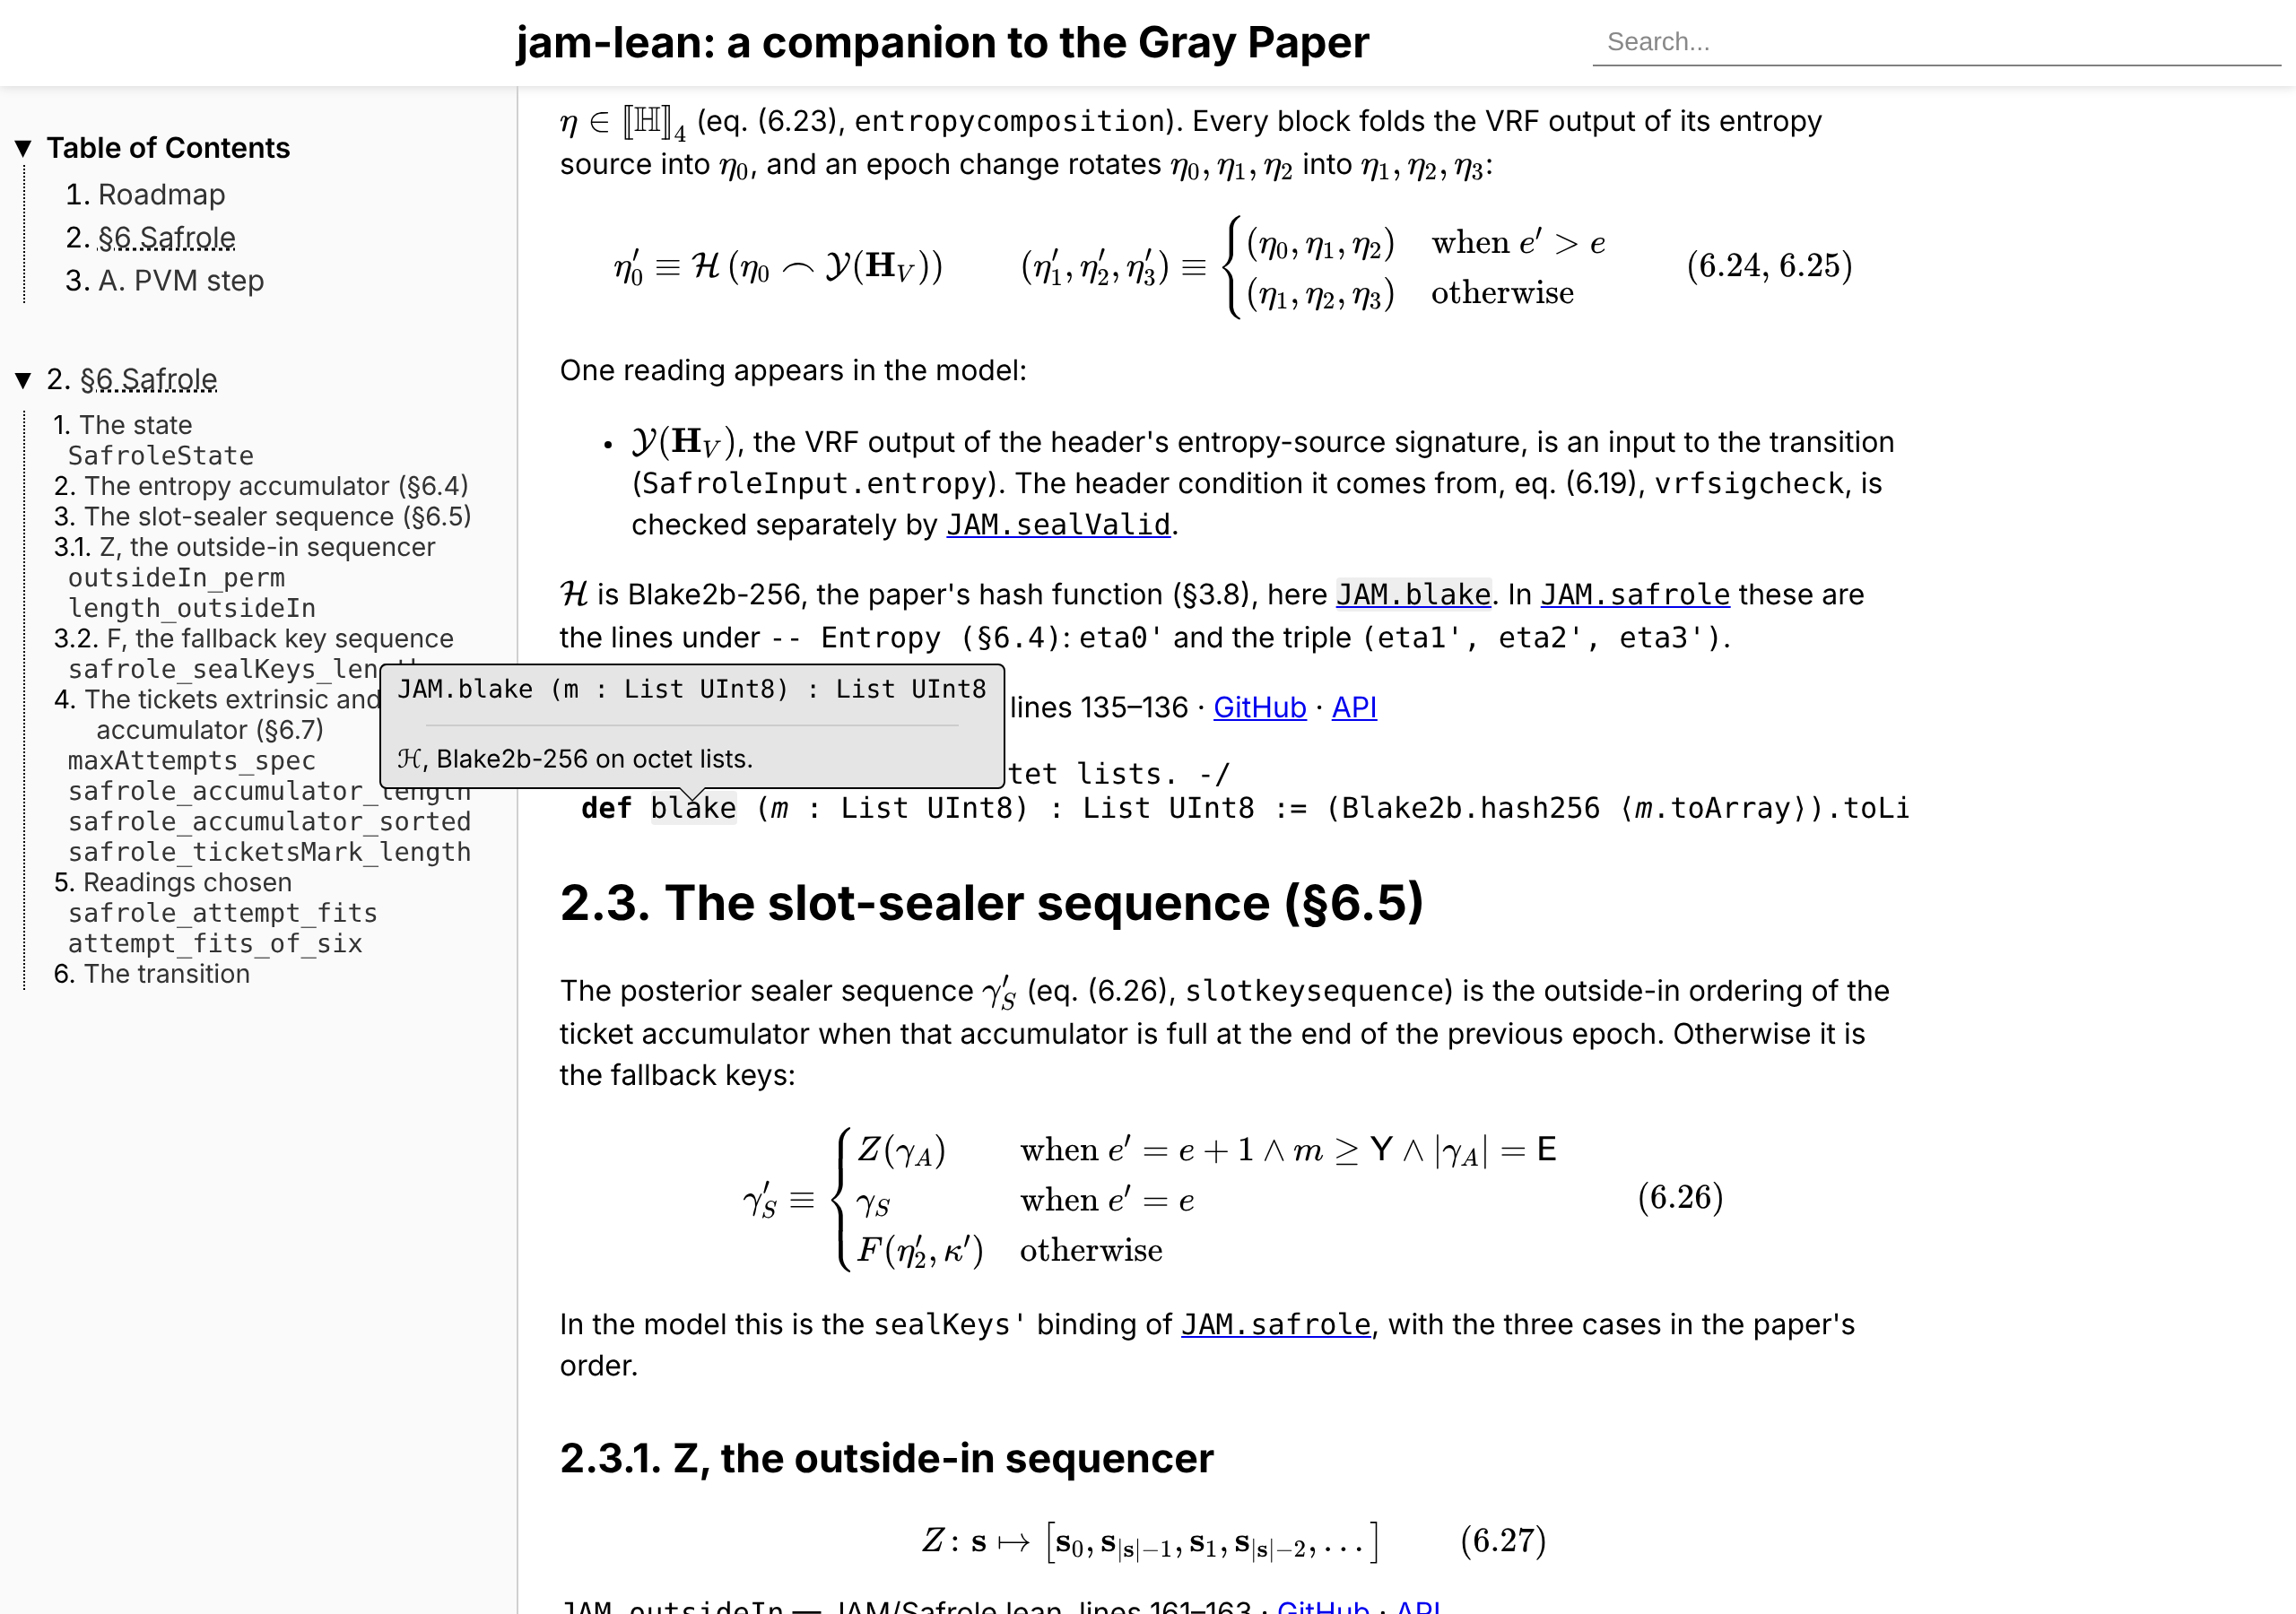 jam-lean: a companion to the Gray Paper
Search...
▼ Table of Contents
1. Roadmap
2. §6 Safrole
3. A. PVM step
▼ 2. §6 Safrole
1. The state
SafroleState
2. The entropy accumulator (§6.4)
3. The slot-sealer sequence (§6.5)
3.1. Z, the outside-in sequencer
outsideIn_perm
length_outsideIn
3.2. F, the fallback key sequence
safrole_sealKeys_length
4. The tickets extrinsic and
accumulator (§6.7)
maxAttempts_spec
safrole_accumulator_length
safrole_accumulator_sorted
safrole_ticketsMark_length
5. Readings chosen
safrole_attempt_fits
attempt_fits_of_six
6. The transition
η ∈ ⟦ℍ⟧₄ (eq. (6.23), entropycomposition). Every block folds the VRF output of its entropy
source into η₀, and an epoch change rotates η₀, η₁, η₂ into η₁, η₂, η₃:
η′₀ ≡ ℋ (η₀ ⌢ 𝒴(𝐇_V)) (η′₁, η′₂, η′₃) ≡ { (η₀, η₁, η₂) when e′ > e
(η₁, η₂, η₃) otherwise (6.24, 6.25)
One reading appears in the model:
• 𝒴(𝐇_V), the VRF output of the header's entropy-source signature, is an input to the transition
(SafroleInput.entropy). The header condition it comes from, eq. (6.19), vrfsigcheck, is
checked separately by JAM.sealValid.
ℋ is Blake2b-256, the paper's hash function (§3.8), here JAM.blake. In JAM.safrole these are
the lines under -- Entropy (§6.4): eta0' and the triple (eta1', eta2', eta3').
JAM.blake (m : List UInt8) : List UInt8
ℋ, Blake2b-256 on octet lists.
lines 135–136 · GitHub · API
tet lists. -/
def blake (m : List UInt8) : List UInt8 := (Blake2b.hash256 ⟨m.toArray⟩).toLi
2.3. The slot-sealer sequence (§6.5)
The posterior sealer sequence γ′_S (eq. (6.26), slotkeysequence) is the outside-in ordering of the
ticket accumulator when that accumulator is full at the end of the previous epoch. Otherwise it is
the fallback keys:
γ′_S ≡ { Z(γ_A) when e′ = e + 1 ∧ m ≥ Y ∧ |γ_A| = E
γ_S when e′ = e (6.26)
F(η′₂, κ′) otherwise
In the model this is the sealKeys' binding of JAM.safrole, with the three cases in the paper's
order.
2.3.1. Z, the outside-in sequencer
Z: 𝐬 ↦ [𝐬₀, 𝐬_{|𝐬|−1}, 𝐬₁, 𝐬_{|𝐬|−2}, …] (6.27)
JAM.outsideIn — JAM/Safrole.lean, lines 161–163 · GitHub · API